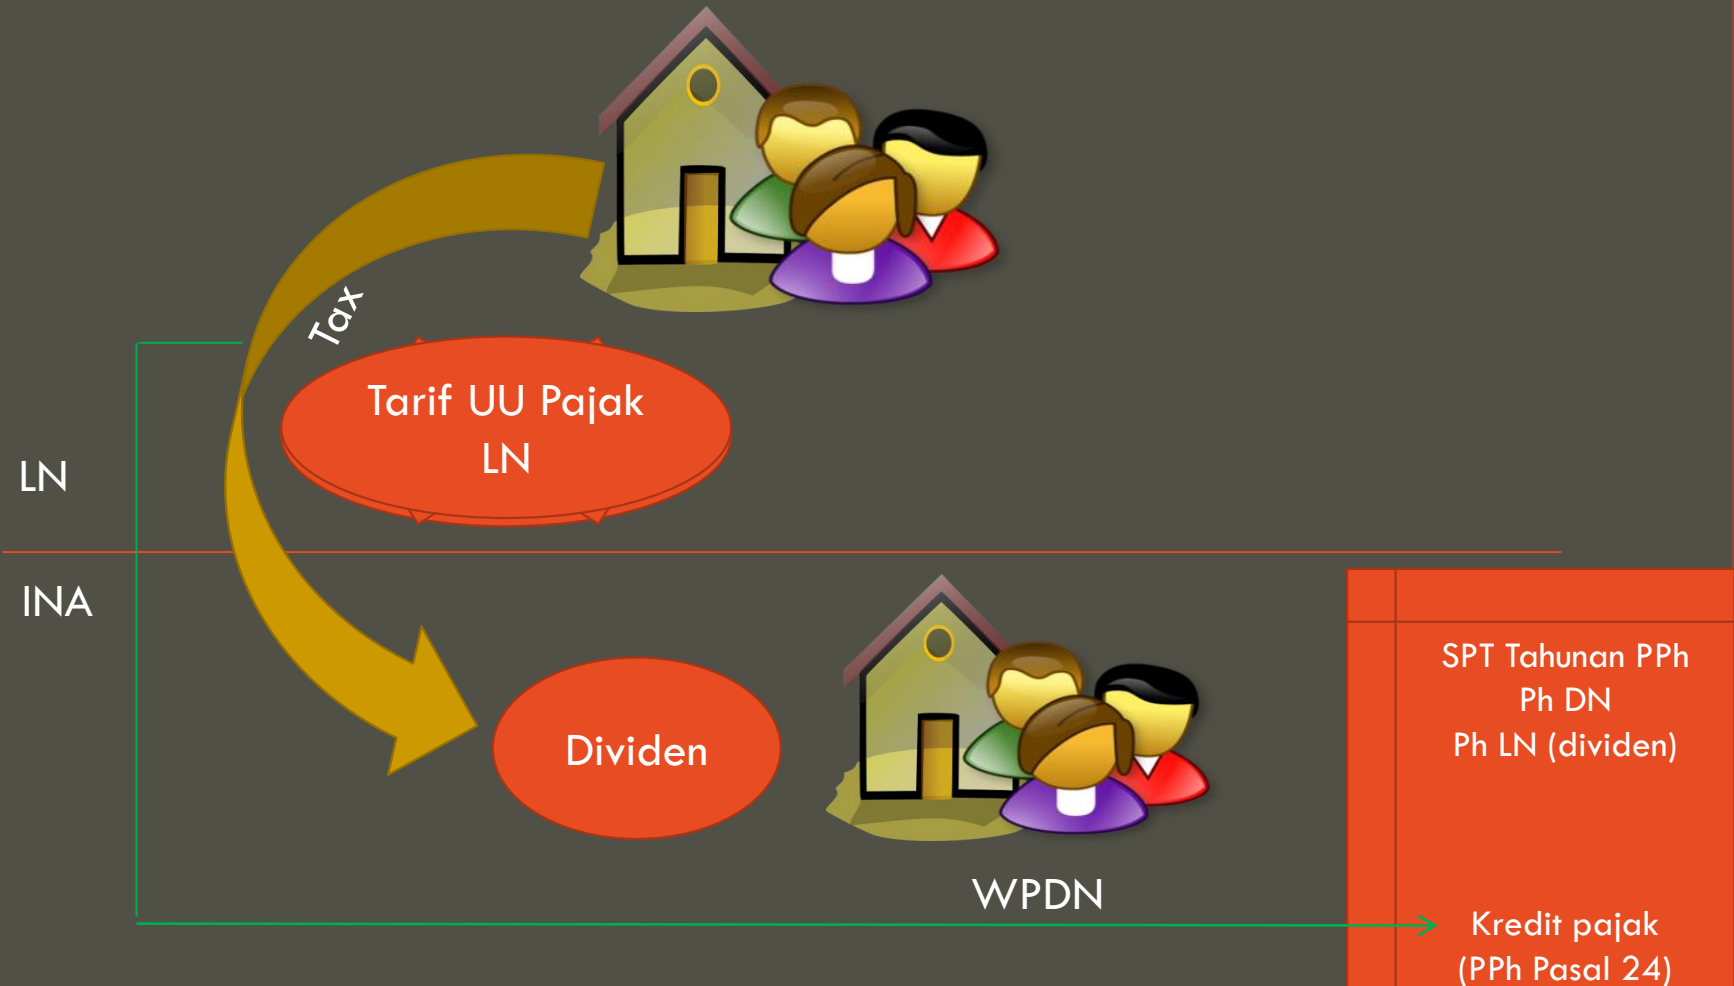 Tax
Tarif UU Pajak
LN
LN
INA
Dividen
WPDN
SPT Tahunan PPh
Ph DN
Ph LN (dividen)
Kredit pajak
(PPh Pasal 24)